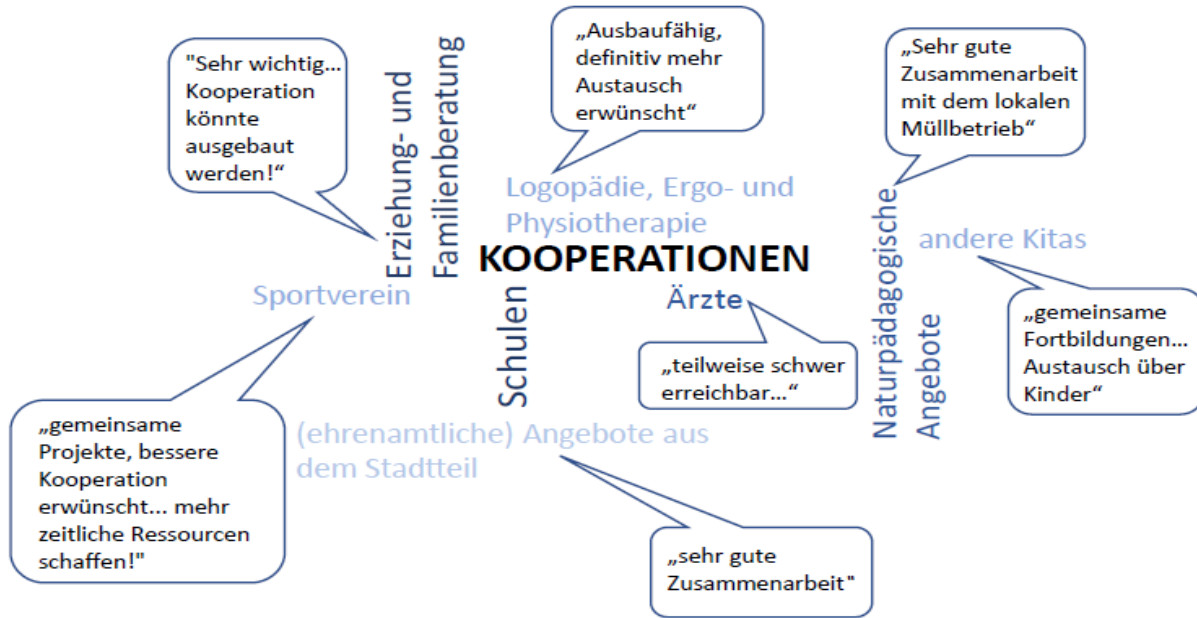 "Sehr wichtig...
Kooperation
könnte
ausgebaut
werden!“
Erziehung- und
Familienberatung
„Ausbaufähig,
definitiv mehr
Austausch
erwünscht“
„Sehr gute
Zusammenarbeit
mit dem lokalen
Müllbetrieb“
Logopädie, Ergo- und
Physiotherapie
KOOPERATIONEN
Naturpädagogische
Angebote
andere Kitas
Sportverein
Schulen
Ärzte
„teilweise schwer
erreichbar...“
„gemeinsame
Fortbildungen...
Austausch über
Kinder“
„gemeinsame
Projekte, bessere
Kooperation
erwünscht... mehr
zeitliche Ressourcen
schaffen!"
(ehrenamtliche) Angebote aus
dem Stadtteil
„sehr gute
Zusammenarbeit"